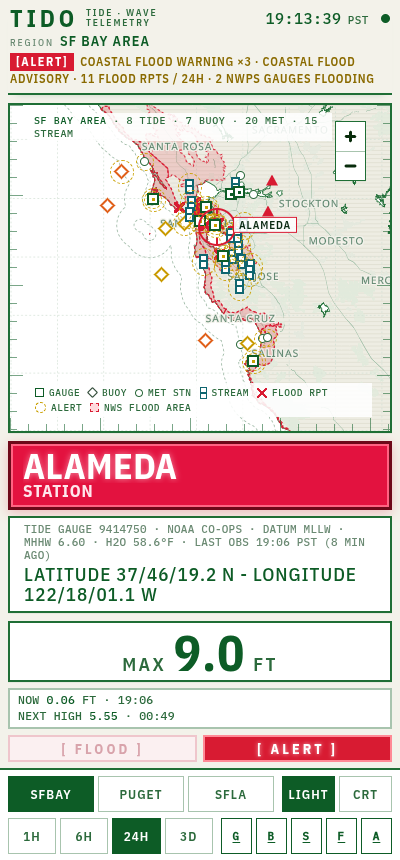 TIDO TIDE · WAVE TELEMETRY 19:13:39 PST
REGION SF BAY AREA
[ALERT] COASTAL FLOOD WARNING ×3 · COASTAL FLOOD
ADVISORY · 11 FLOOD RPTS / 24H · 2 NWPS GAUGES FLOODING
SF BAY AREA · 8 TIDE · 7 BUOY · 20 MET · 15
STREAM
SACRAMENTO
+
−
SANTA ROSA
STOCKTON
ALAMEDA
MODESTO
MERC
SANTA CRUZ
SALINAS
GAUGE BUOY MET STN STREAM FLOOD RPT
ALERT NWS FLOOD AREA
ALAMEDA
STATION
TIDE GAUGE 9414750 · NOAA CO-OPS · DATUM MLLW ·
MHHW 6.60 · H2O 58.6°F · LAST OBS 19:06 PST (8 MIN
AGO)
LATITUDE 37/46/19.2 N - LONGITUDE
122/18/01.1 W
MAX 9.0 FT
NOW 0.06 FT · 19:06
NEXT HIGH 5.55 · 00:49
[ FLOOD ] [ ALERT ]
SFBAY PUGET SFLA LIGHT CRT
1H 6H 24H 3D G B S F A